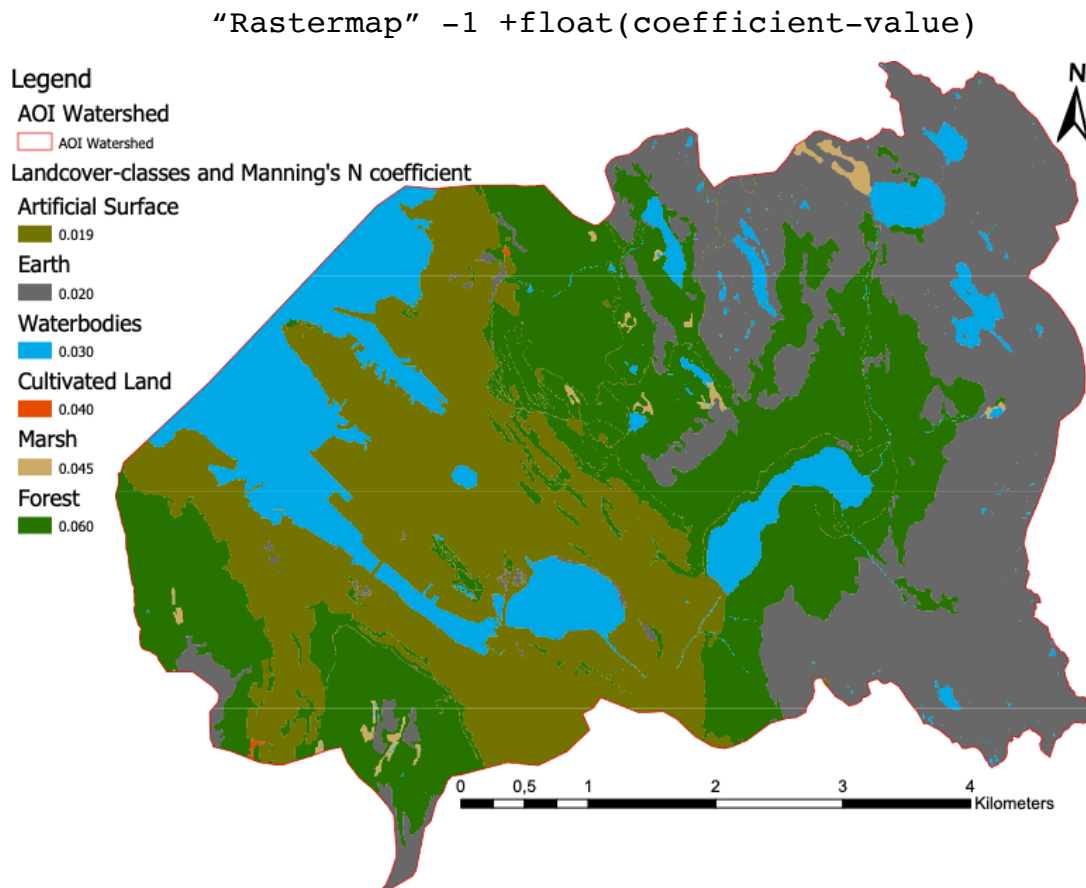 “Rastermap” -1 +float(coefficient-value)
Legend
AOI Watershed
AOI Watershed
Landcover-classes and Manning's N coefficient
Artificial Surface
0.019
Earth
0.020
Waterbodies
0.030
Cultivated Land
0.040
Marsh
0.045
Forest
0.060
N
0 0,5 1 2 3 4
Kilometers